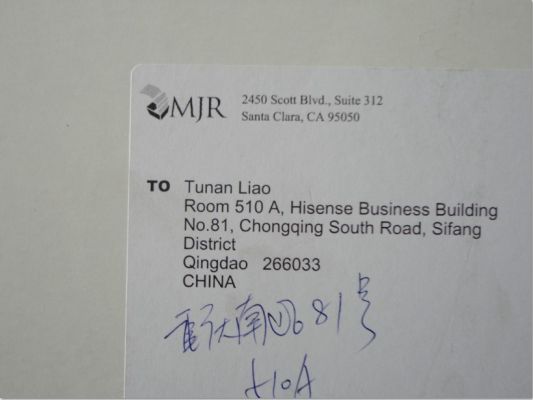 MJR
2450 Scott Blvd., Suite 312
Santa Clara, CA 95050
TO Tunan Liao
Room 510 A, Hisense Business Building
No.81, Chongqing South Road, Sifang
District
Qingdao 266033
CHINA
重庆南路81号
510A